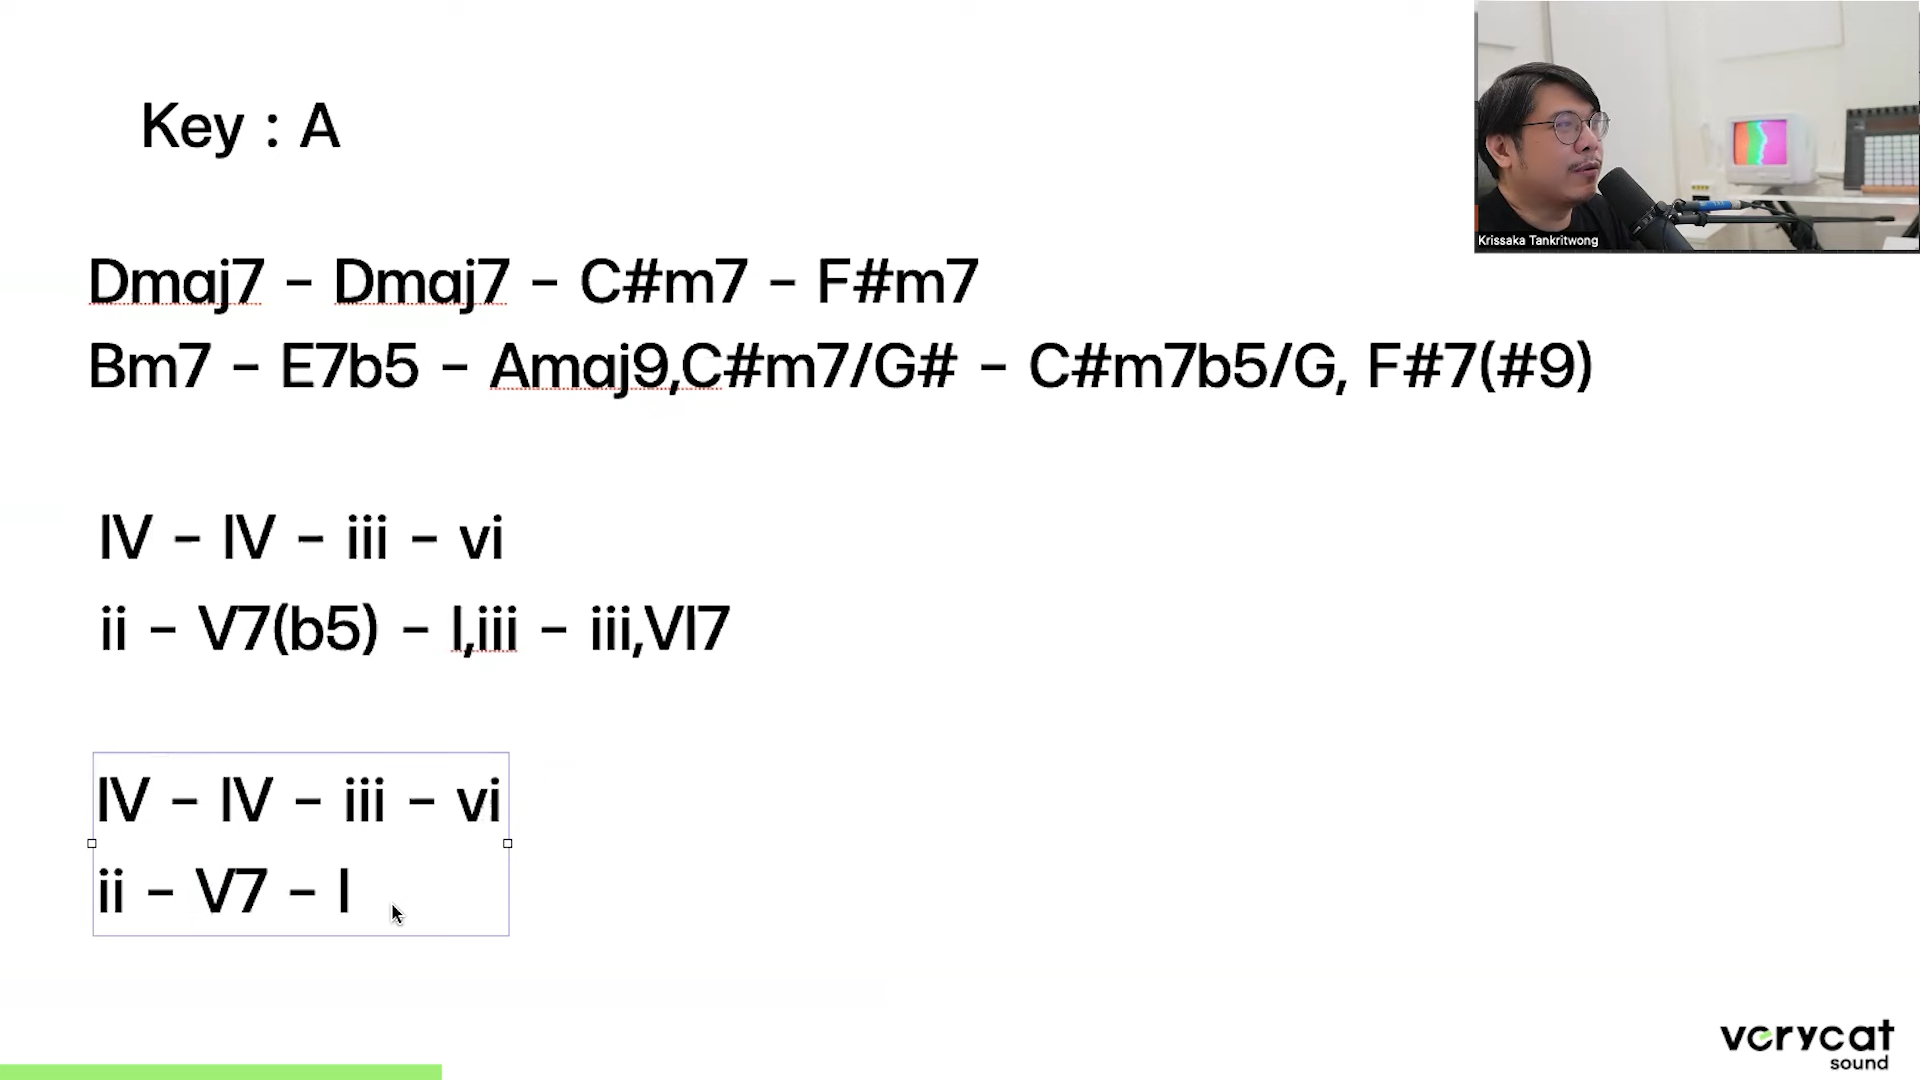 Key : A
Krissaka Tankritwong
Dmaj7 - Dmaj7 - C#m7 - F#m7
Bm7 - E7b5 - Amaj9,C#m7/G# - C#m7b5/G, F#7(#9)
IV - IV - iii - vi
ii - V7(b5) - I,iii - iii,VI7
IV - IV - iii - vi
ii - V7 - I
verycat
sound